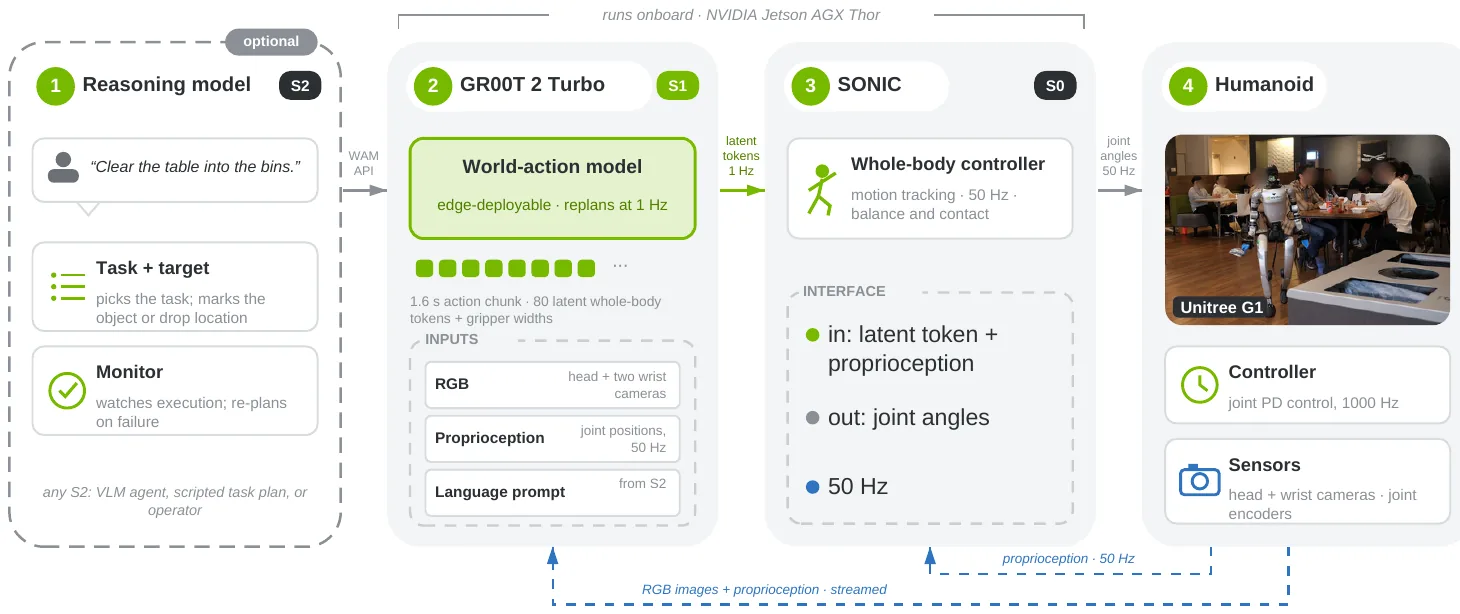 runs onboard · NVIDIA Jetson AGX Thor
optional
1 Reasoning model S2
“Clear the table into the bins.”
Task + target
picks the task; marks the
object or drop location
Monitor
watches execution; re-plans
on failure
any S2: VLM agent, scripted task plan, or
operator
WAM
API
2 GR00T 2 Turbo S1
World-action model
edge-deployable · replans at 1 Hz
...
1.6 s action chunk · 80 latent whole-body
tokens + gripper widths
INPUTS
RGB
head + two wrist
cameras
Proprioception
joint positions,
50 Hz
Language prompt
from S2
latent
tokens
1 Hz
3 SONIC S0
Whole-body controller
motion tracking · 50 Hz ·
balance and contact
INTERFACE
in: latent token +
proprioception
out: joint angles
50 Hz
joint
angles
50 Hz
4 Humanoid
Unitree G1
Controller
joint PD control, 1000 Hz
Sensors
head + wrist cameras · joint
encoders
proprioception · 50 Hz
RGB images + proprioception · streamed